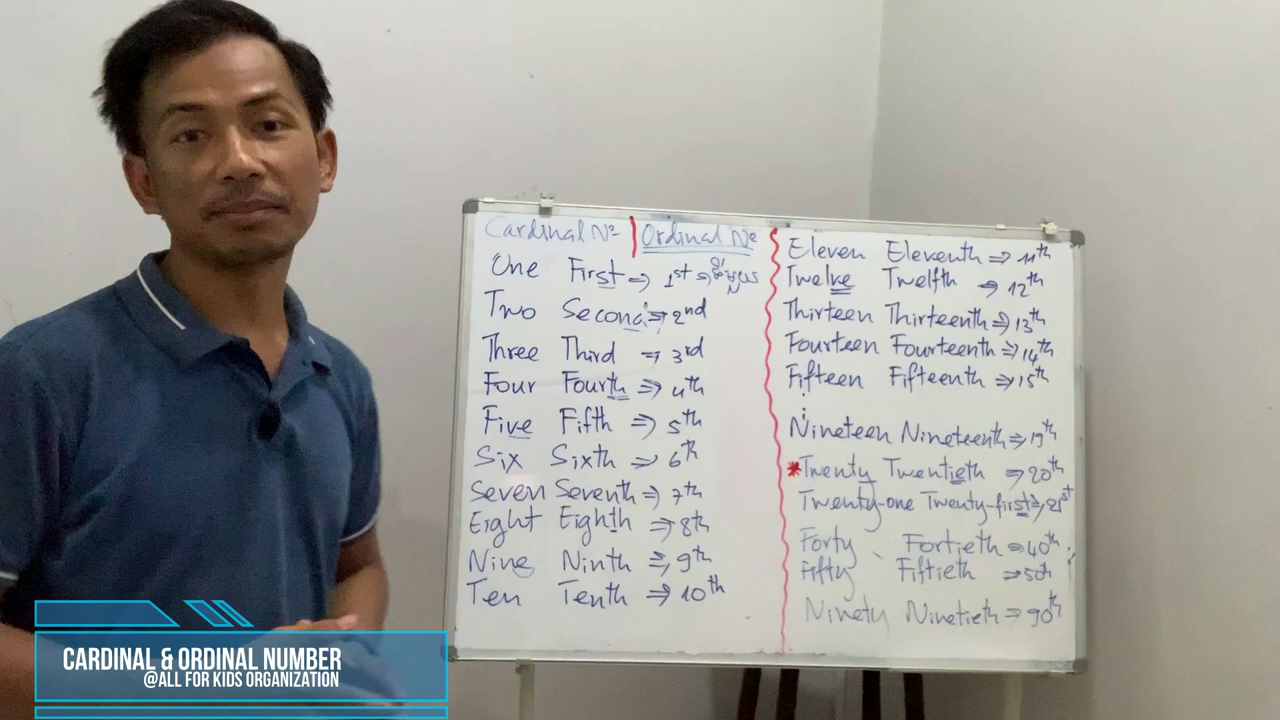 Cardinal Nº Ordinal Nº
One First ⇒ 1st ⇒
Two Second ⇒ 2nd
Three Third ⇒ 3rd
Four Fourth ⇒ 4th
Five Fifth ⇒ 5th
Six Sixth ⇒ 6th
Seven Seventh ⇒ 7th
Eight Eighth ⇒ 8th
Nine Ninth ⇒ 9th
Ten Tenth ⇒ 10th
Eleven Eleventh ⇒ 11th
Twelve Twelfth ⇒ 12th
Thirteen Thirteenth ⇒ 13th
Fourteen Fourteenth ⇒ 14th
Fifteen Fifteenth ⇒ 15th
Nineteen Nineteenth ⇒ 19th
*Twenty Twentieth ⇒ 20th
Twenty-one Twenty-first ⇒ 21st
Forty Fortieth ⇒ 40th
Fifty Fiftieth ⇒ 50th
Ninety Ninetieth ⇒ 90th
CARDINAL & ORDINAL NUMBER
@ALL FOR KIDS ORGANIZATION